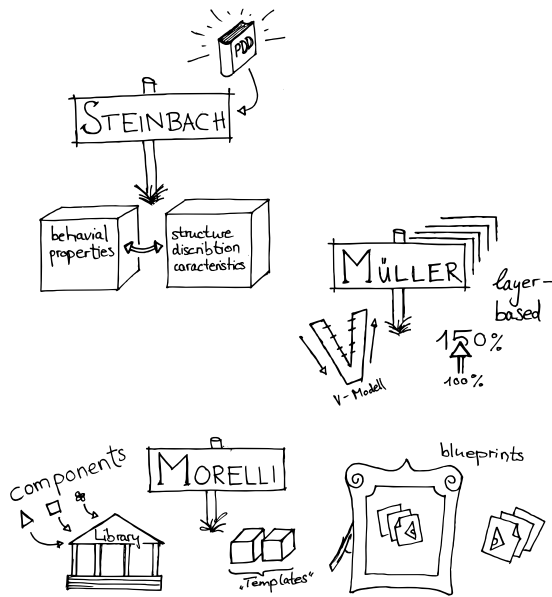 PDD
STEINBACH
behavial
properties
structure
discribtion
caracteristics
MÜLLER
layer-
based
150%
100%
V-Modell
MORELLI
components
Library
„Templates“
blueprints